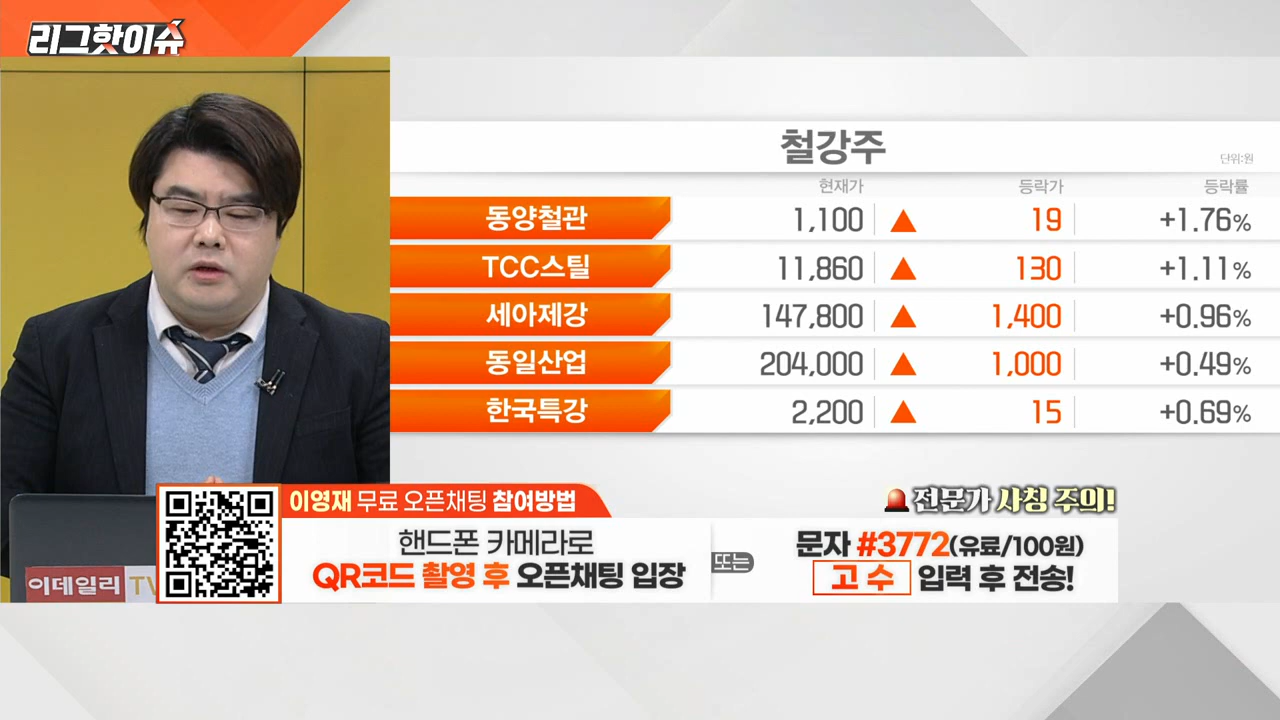 리그핫이슈
철강주
단위:원
현재가 등락가 등락률
동양철관 1,100 ▲ 19 +1.76%
TCC스틸 11,860 ▲ 130 +1.11%
세아제강 147,800 ▲ 1,400 +0.96%
동일산업 204,000 ▲ 1,000 +0.49%
한국특강 2,200 ▲ 15 +0.69%
이영재 무료 오픈채팅 참여방법
전문가 사칭 주의!
핸드폰 카메라로
QR코드 촬영 후 오픈채팅 입장
또는
문자 #3772(유료/100원)
고 수 입력 후 전송!
이데일리 TV